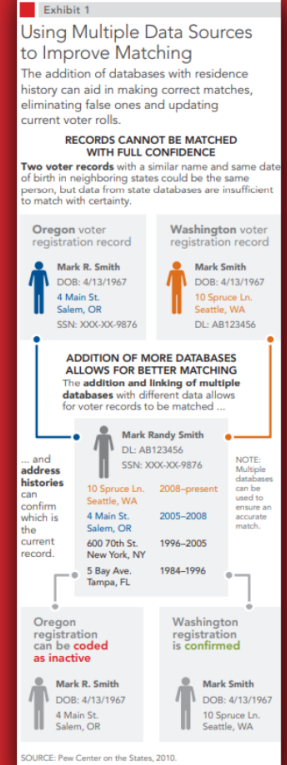 Exhibit 1
Using Multiple Data Sources
to Improve Matching
The addition of databases with residence
history can aid in making correct matches,
eliminating false ones and updating
current voter rolls.
RECORDS CANNOT BE MATCHED
WITH FULL CONFIDENCE
Two voter records with a similar name and same date
of birth in neighboring states could be the same
person, but data from state databases are insufficient
to match with certainty.
Oregon voter
registration record
Mark R. Smith
DOB: 4/13/1967
4 Main St.
Salem, OR
SSN: XXX-XX-9876
Washington voter
registration record
Mark Smith
DOB: 4/13/1967
10 Spruce Ln.
Seattle, WA
DL: AB123456
ADDITION OF MORE DATABASES
ALLOWS FOR BETTER MATCHING
The addition and linking of multiple
databases with different data allows
for voter records to be matched ...
Mark Randy Smith
DL: AB123456
SSN: XXX-XX-9876
10 Spruce Ln. 2008–present
Seattle, WA
4 Main St. 2005–2008
Salem, OR
600 70th St. 1996–2005
New York, NY
5 Bay Ave. 1984–1996
Tampa, FL
... and
address
histories
can
confirm
which is
the
current
record.
NOTE:
Multiple
databases
can be
used to
ensure an
accurate
match.
Oregon
registration
can be coded
as inactive
Mark R. Smith
DOB: 4/13/1967
4 Main St.
Salem, OR
Washington
registration
is confirmed
Mark Smith
DOB: 4/13/1967
10 Spruce Ln.
Seattle, WA
SOURCE: Pew Center on the States, 2010.